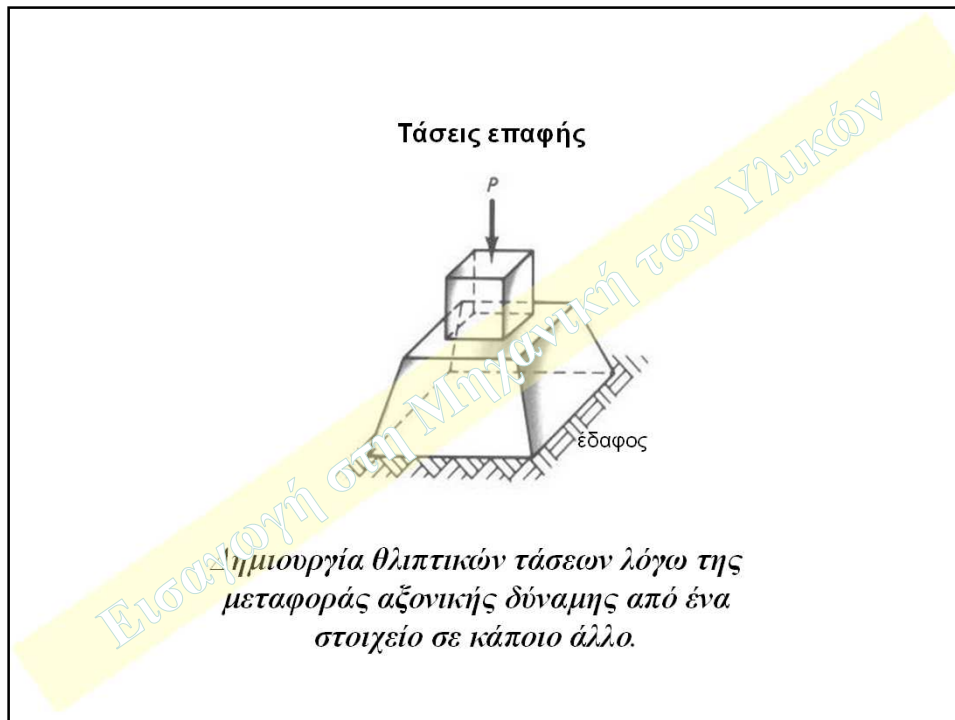 Τάσεις επαφής
P
έδαφος
Δημιουργία θλιπτικών τάσεων λόγω της
μεταφοράς αξονικής δύναμης από ένα
στοιχείο σε κάποιο άλλο.
Εισαγωγή στη Μηχανική των Υλικών